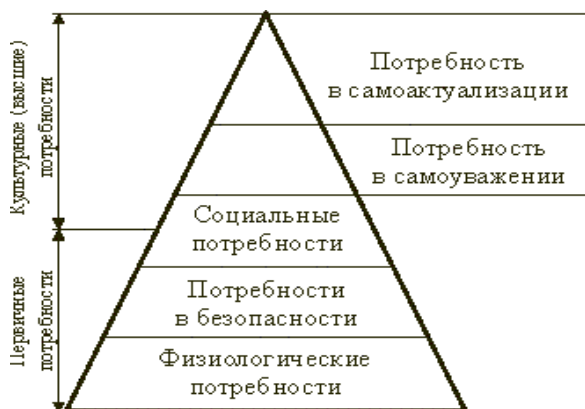 Культурные (высшие)
потребности
Первичные
потребности
Потребность
в самоактуализации
Потребность
в самоуважении
Социальные
потребности
Потребности
в безопасности
Физиологические
потребности